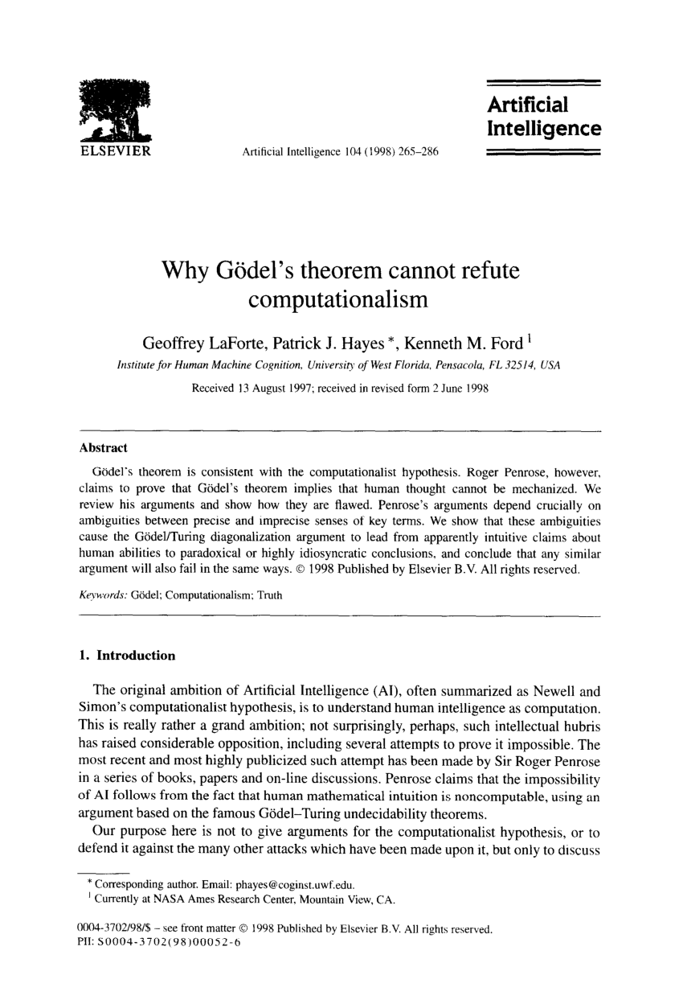 ELSEVIER
Artificial Intelligence 104 (1998) 265–286
Artificial
Intelligence
Why Gödel's theorem cannot refute
computationalism
Geoffrey LaForte, Patrick J. Hayes *, Kenneth M. Ford 1
Institute for Human Machine Cognition, University of West Florida, Pensacola, FL 32514, USA
Received 13 August 1997; received in revised form 2 June 1998
Abstract
Gödel's theorem is consistent with the computationalist hypothesis. Roger Penrose, however,
claims to prove that Gödel's theorem implies that human thought cannot be mechanized. We
review his arguments and show how they are flawed. Penrose's arguments depend crucially on
ambiguities between precise and imprecise senses of key terms. We show that these ambiguities
cause the Gödel/Turing diagonalization argument to lead from apparently intuitive claims about
human abilities to paradoxical or highly idiosyncratic conclusions, and conclude that any similar
argument will also fail in the same ways. © 1998 Published by Elsevier B.V. All rights reserved.
Keywords: Gödel; Computationalism; Truth
1. Introduction
The original ambition of Artificial Intelligence (AI), often summarized as Newell and
Simon's computationalist hypothesis, is to understand human intelligence as computation.
This is really rather a grand ambition; not surprisingly, perhaps, such intellectual hubris
has raised considerable opposition, including several attempts to prove it impossible. The
most recent and most highly publicized such attempt has been made by Sir Roger Penrose
in a series of books, papers and on-line discussions. Penrose claims that the impossibility
of AI follows from the fact that human mathematical intuition is noncomputable, using an
argument based on the famous Gödel–Turing undecidability theorems.
Our purpose here is not to give arguments for the computationalist hypothesis, or to
defend it against the many other attacks which have been made upon it, but only to discuss
* Corresponding author. Email: phayes@coginst.uwf.edu.
1 Currently at NASA Ames Research Center, Mountain View, CA.
0004-3702/98/$ – see front matter © 1998 Published by Elsevier B.V. All rights reserved.
PII: S0004-3702(98)00052-6